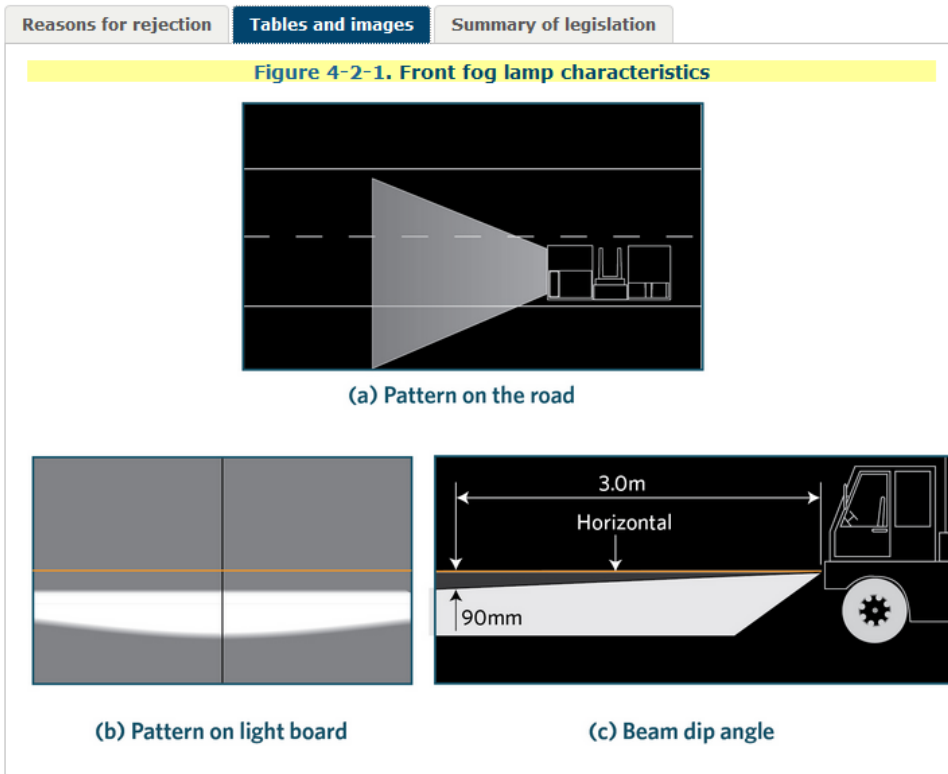 Reasons for rejection
Tables and images
Summary of legislation
Figure 4-2-1. Front fog lamp characteristics
(a) Pattern on the road
3.0m
Horizontal
90mm
(b) Pattern on light board
(c) Beam dip angle